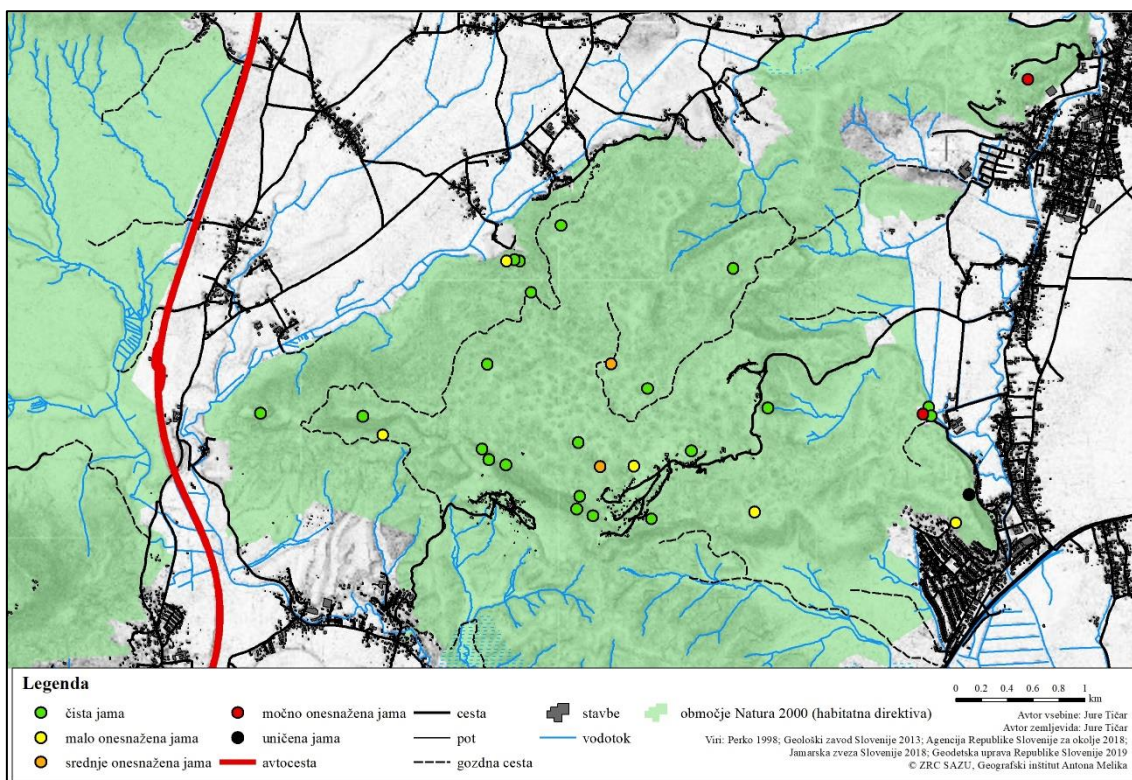 Legenda
čista jama
malo onesnažena jama
srednje onesnažena jama
močno onesnažena jama
uničena jama
avtocesta
cesta
pot
gozdna cesta
stavbe
vodotok
območje Natura 2000 (habitatna direktiva)
0 0.2 0.4 0.6 0.8 1
km
Avtor vsebine: Jure Tičar
Avtor zemljevida: Jure Tičar
Viri: Perko 1998; Geološki zavod Slovenije 2013; Agencija Republike Slovenije za okolje 2018;
Jamarska zveza Slovenije 2018; Geodetska uprava Republike Slovenije 2019
© ZRC SAZU, Geografski inštitut Antona Melika